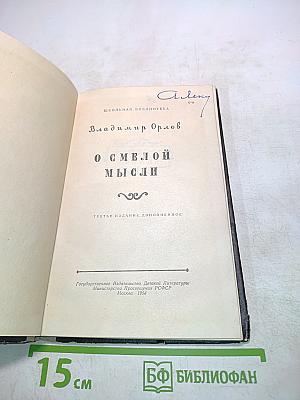 ШКОЛЬНАЯ БИБЛИОТЕКА
Владимир Орлов
О СМЕЛОЙ
МЫСЛИ
ТРЕТЬЕ ИЗДАНИЕ, ДОПОЛНЕННОЕ
Государственное Издательство Детской Литературы
Министерства Просвещения РСФСР
Москва 1954
15 см
БФ БИБЛИОФАН